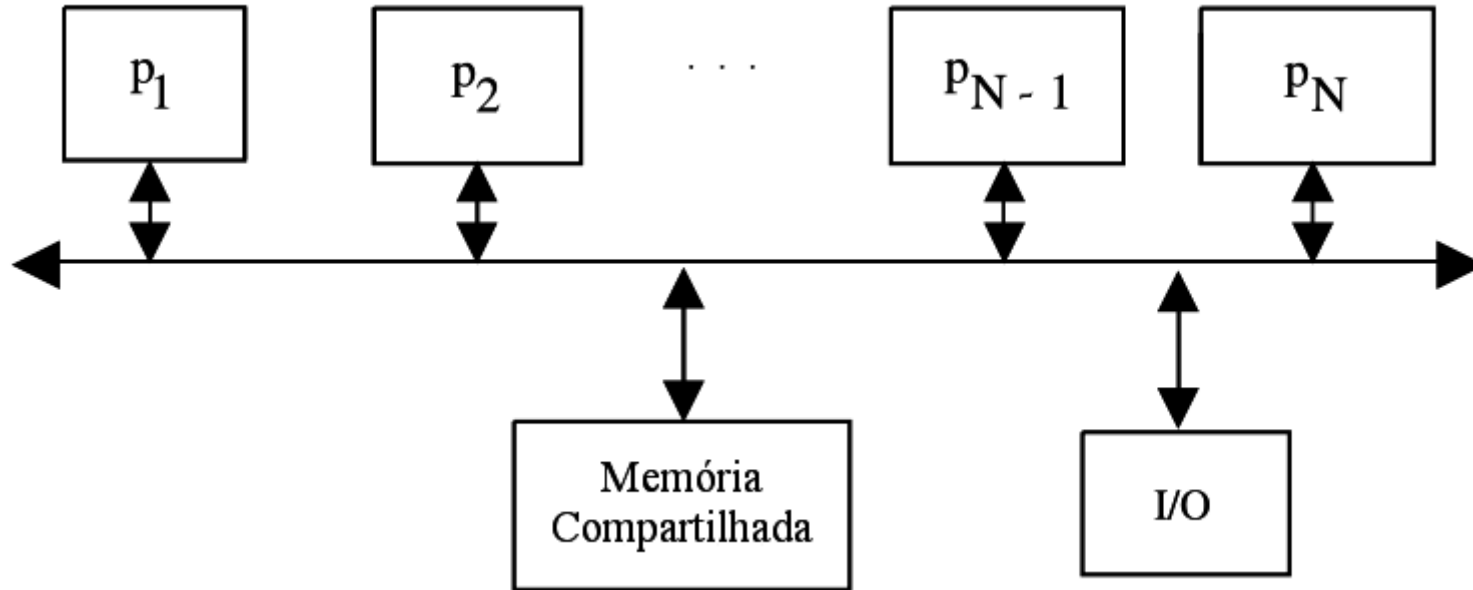 p1
p2
. . .
pN - 1
pN
Memória
Compartilhada
I/O